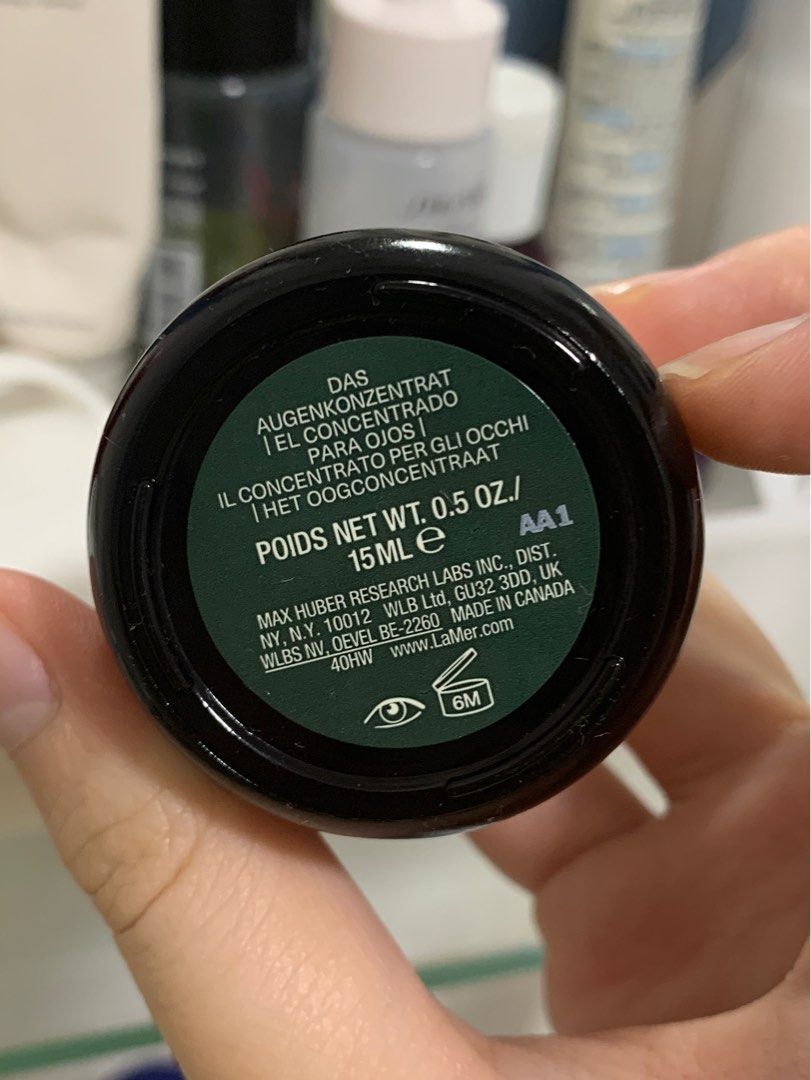 DAS
AUGENKONZENTRAT
| EL CONCENTRADO
PARA OJOS |
IL CONCENTRATO PER GLI OCCHI
| HET OOGCONCENTRAAT
POIDS NET WT. 0.5 OZ./
15ML ℮
AA1
MAX HUBER RESEARCH LABS INC., DIST.
NY, N.Y. 10012 WLB Ltd, GU32 3DD, UK
WLBS NV, OEVEL BE-2260 MADE IN CANADA
40HW www.LaMer.com
6M